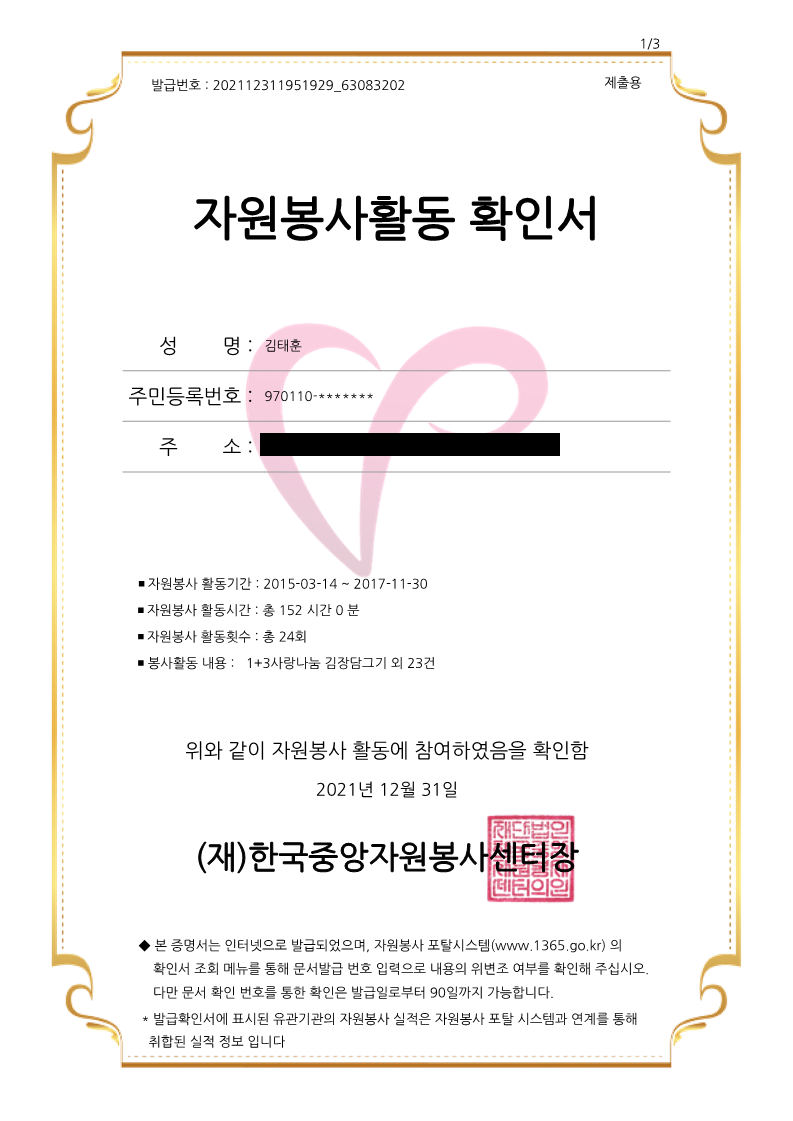 1/3
발급번호 : 202112311951929_63083202
제출용
자원봉사활동 확인서
성 명 : 김태훈
주민등록번호 : 970110-*******
주 소 :
■ 자원봉사 활동기간 : 2015-03-14 ~ 2017-11-30
■ 자원봉사 활동시간 : 총 152 시간 0 분
■ 자원봉사 활동횟수 : 총 24회
■ 봉사활동 내용 : 1+3사랑나눔 김장담그기 외 23건
위와 같이 자원봉사 활동에 참여하였음을 확인함
2021년 12월 31일
(재)한국중앙자원봉사센터장
◆ 본 증명서는 인터넷으로 발급되었으며, 자원봉사 포탈시스템(www.1365.go.kr) 의
확인서 조회 메뉴를 통해 문서발급 번호 입력으로 내용의 위변조 여부를 확인해 주십시오.
다만 문서 확인 번호를 통한 확인은 발급일로부터 90일까지 가능합니다.
* 발급확인서에 표시된 유관기관의 자원봉사 실적은 자원봉사 포탈 시스템과 연계를 통해
취합된 실적 정보 입니다